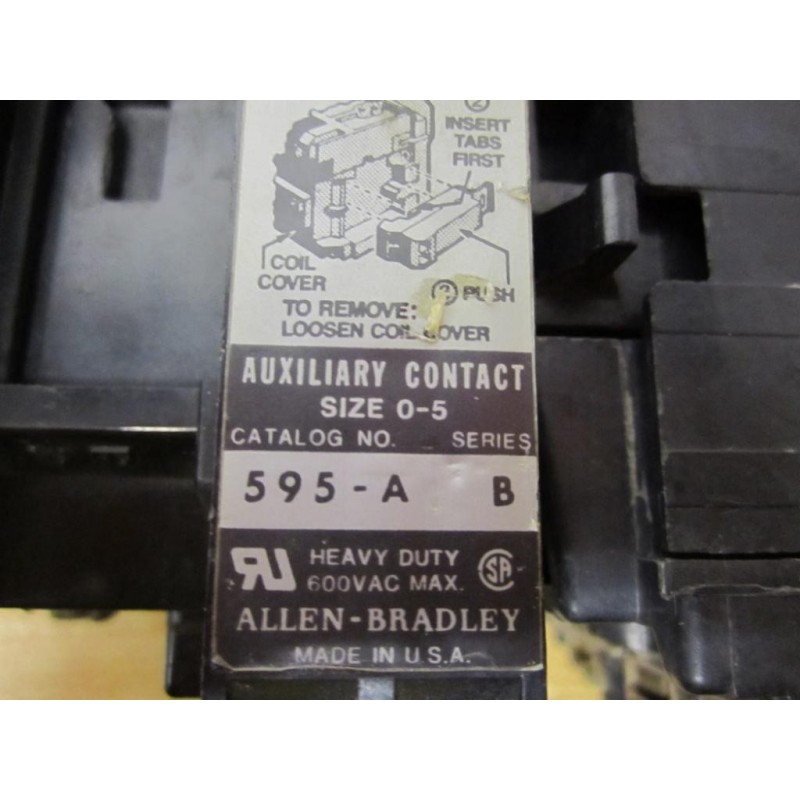 ② INSERT
TABS
FIRST
COIL
COVER
② PUSH
TO REMOVE:
LOOSEN COIL COVER
AUXILIARY CONTACT
SIZE 0-5
CATALOG NO. SERIES
595-A B
HEAVY DUTY
600VAC MAX.
ALLEN-BRADLEY
MADE IN U.S.A.